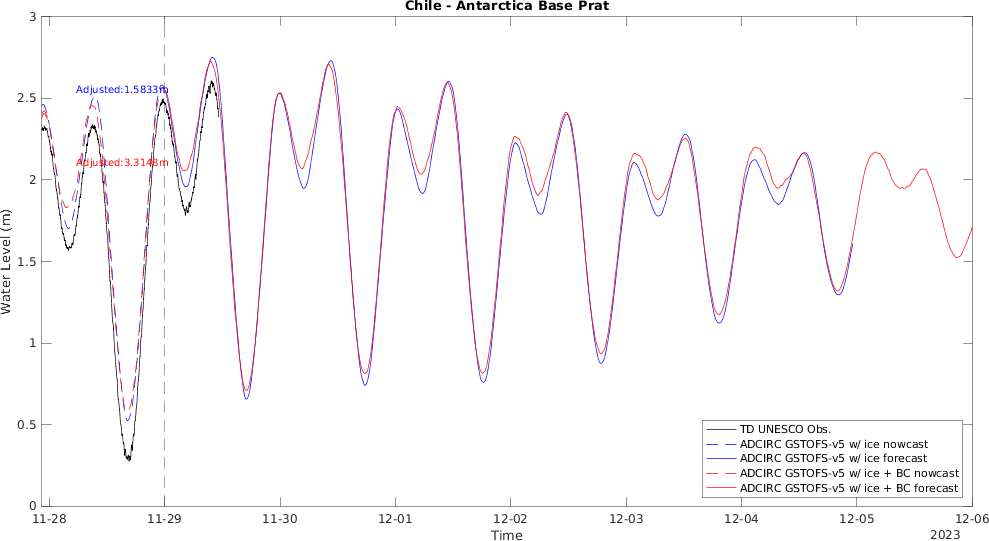 Chile - Antarctica Base Prat
3
2.5
2
1.5
1
0.5
0
Water Level (m)
Adjusted:1.5833m
Adjusted:3.3143m
TD UNESCO Obs.
ADCIRC GSTOFS-v5 w/ ice nowcast
ADCIRC GSTOFS-v5 w/ ice forecast
ADCIRC GSTOFS-v5 w/ ice + BC nowcast
ADCIRC GSTOFS-v5 w/ ice + BC forecast
11-28 11-29 11-30 12-01 12-02 12-03 12-04 12-05 12-06
Time
2023